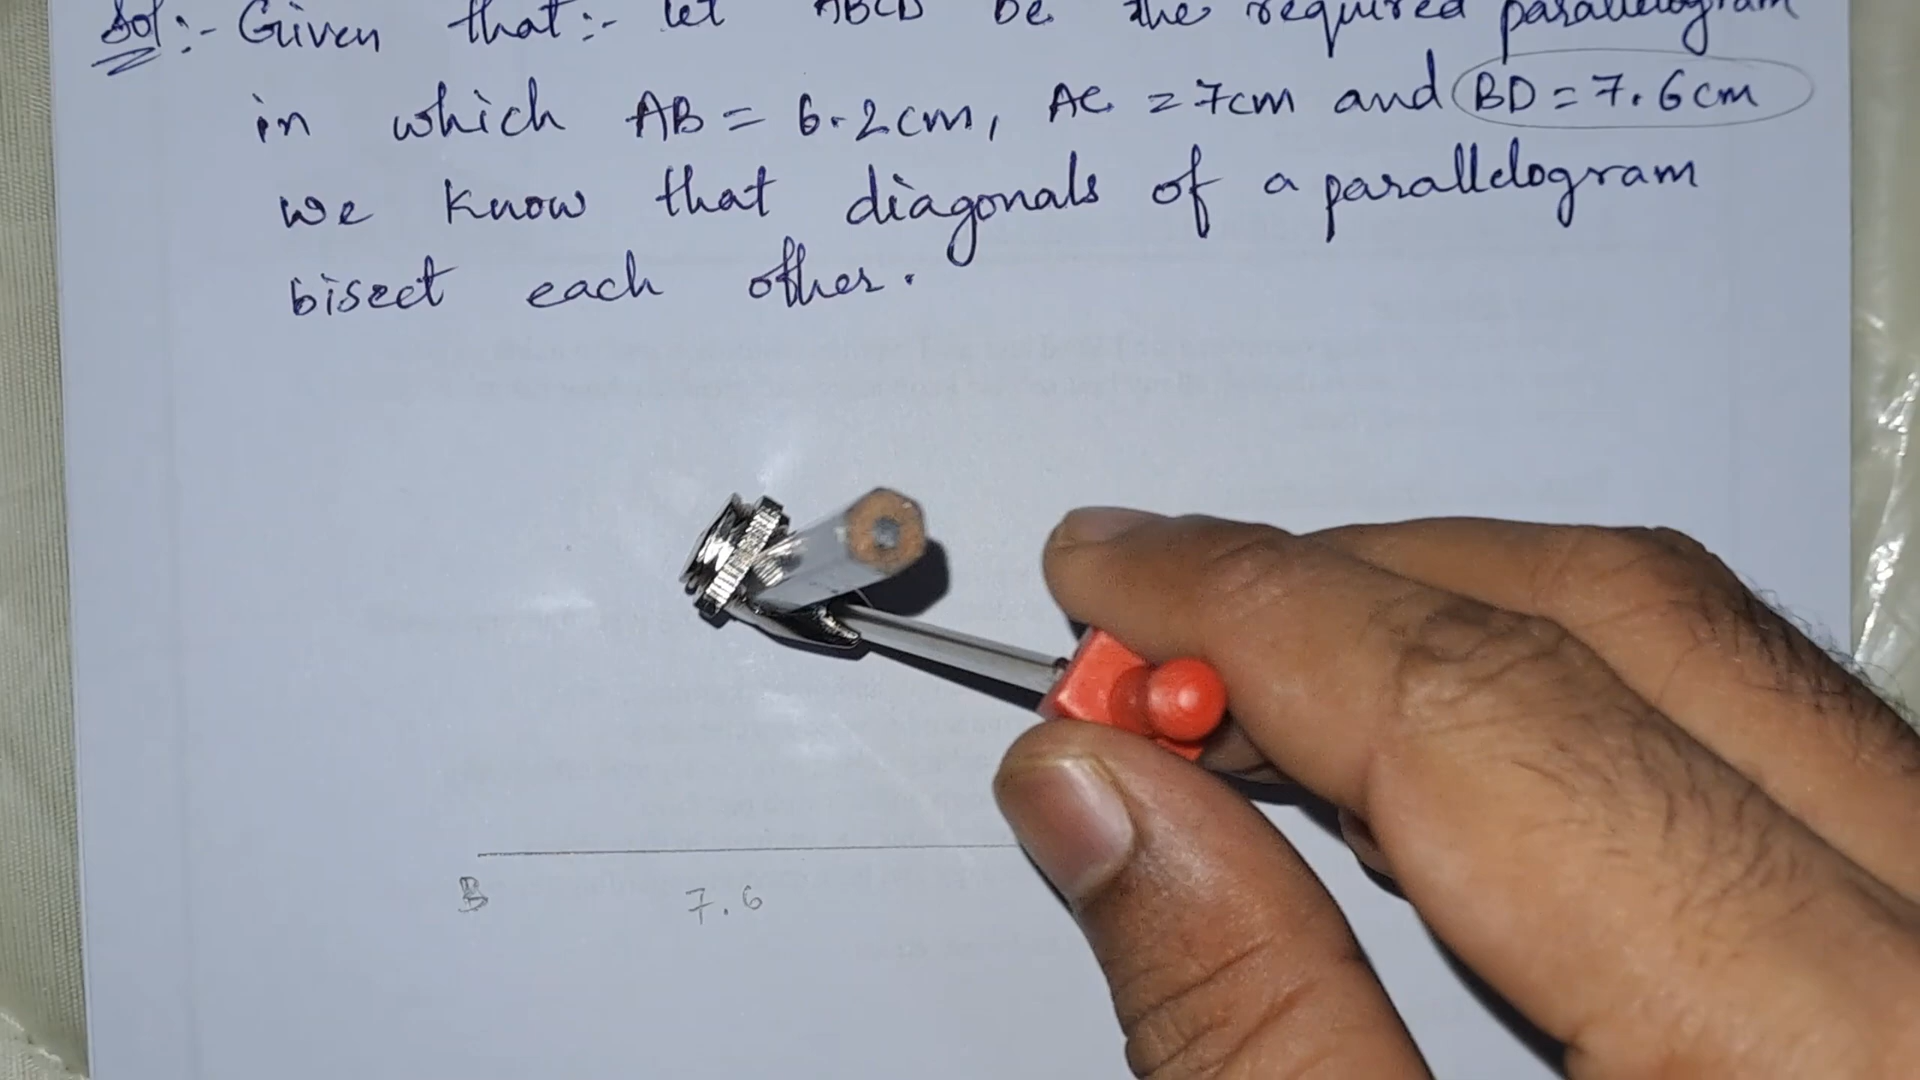 Sol:- Given that:- let ABCD be the required parallelogram
in which AB = 6.2cm, AC = 7cm and BD = 7.6cm
we know that diagonals of a parallelogram
bisect each other.
B 7.6